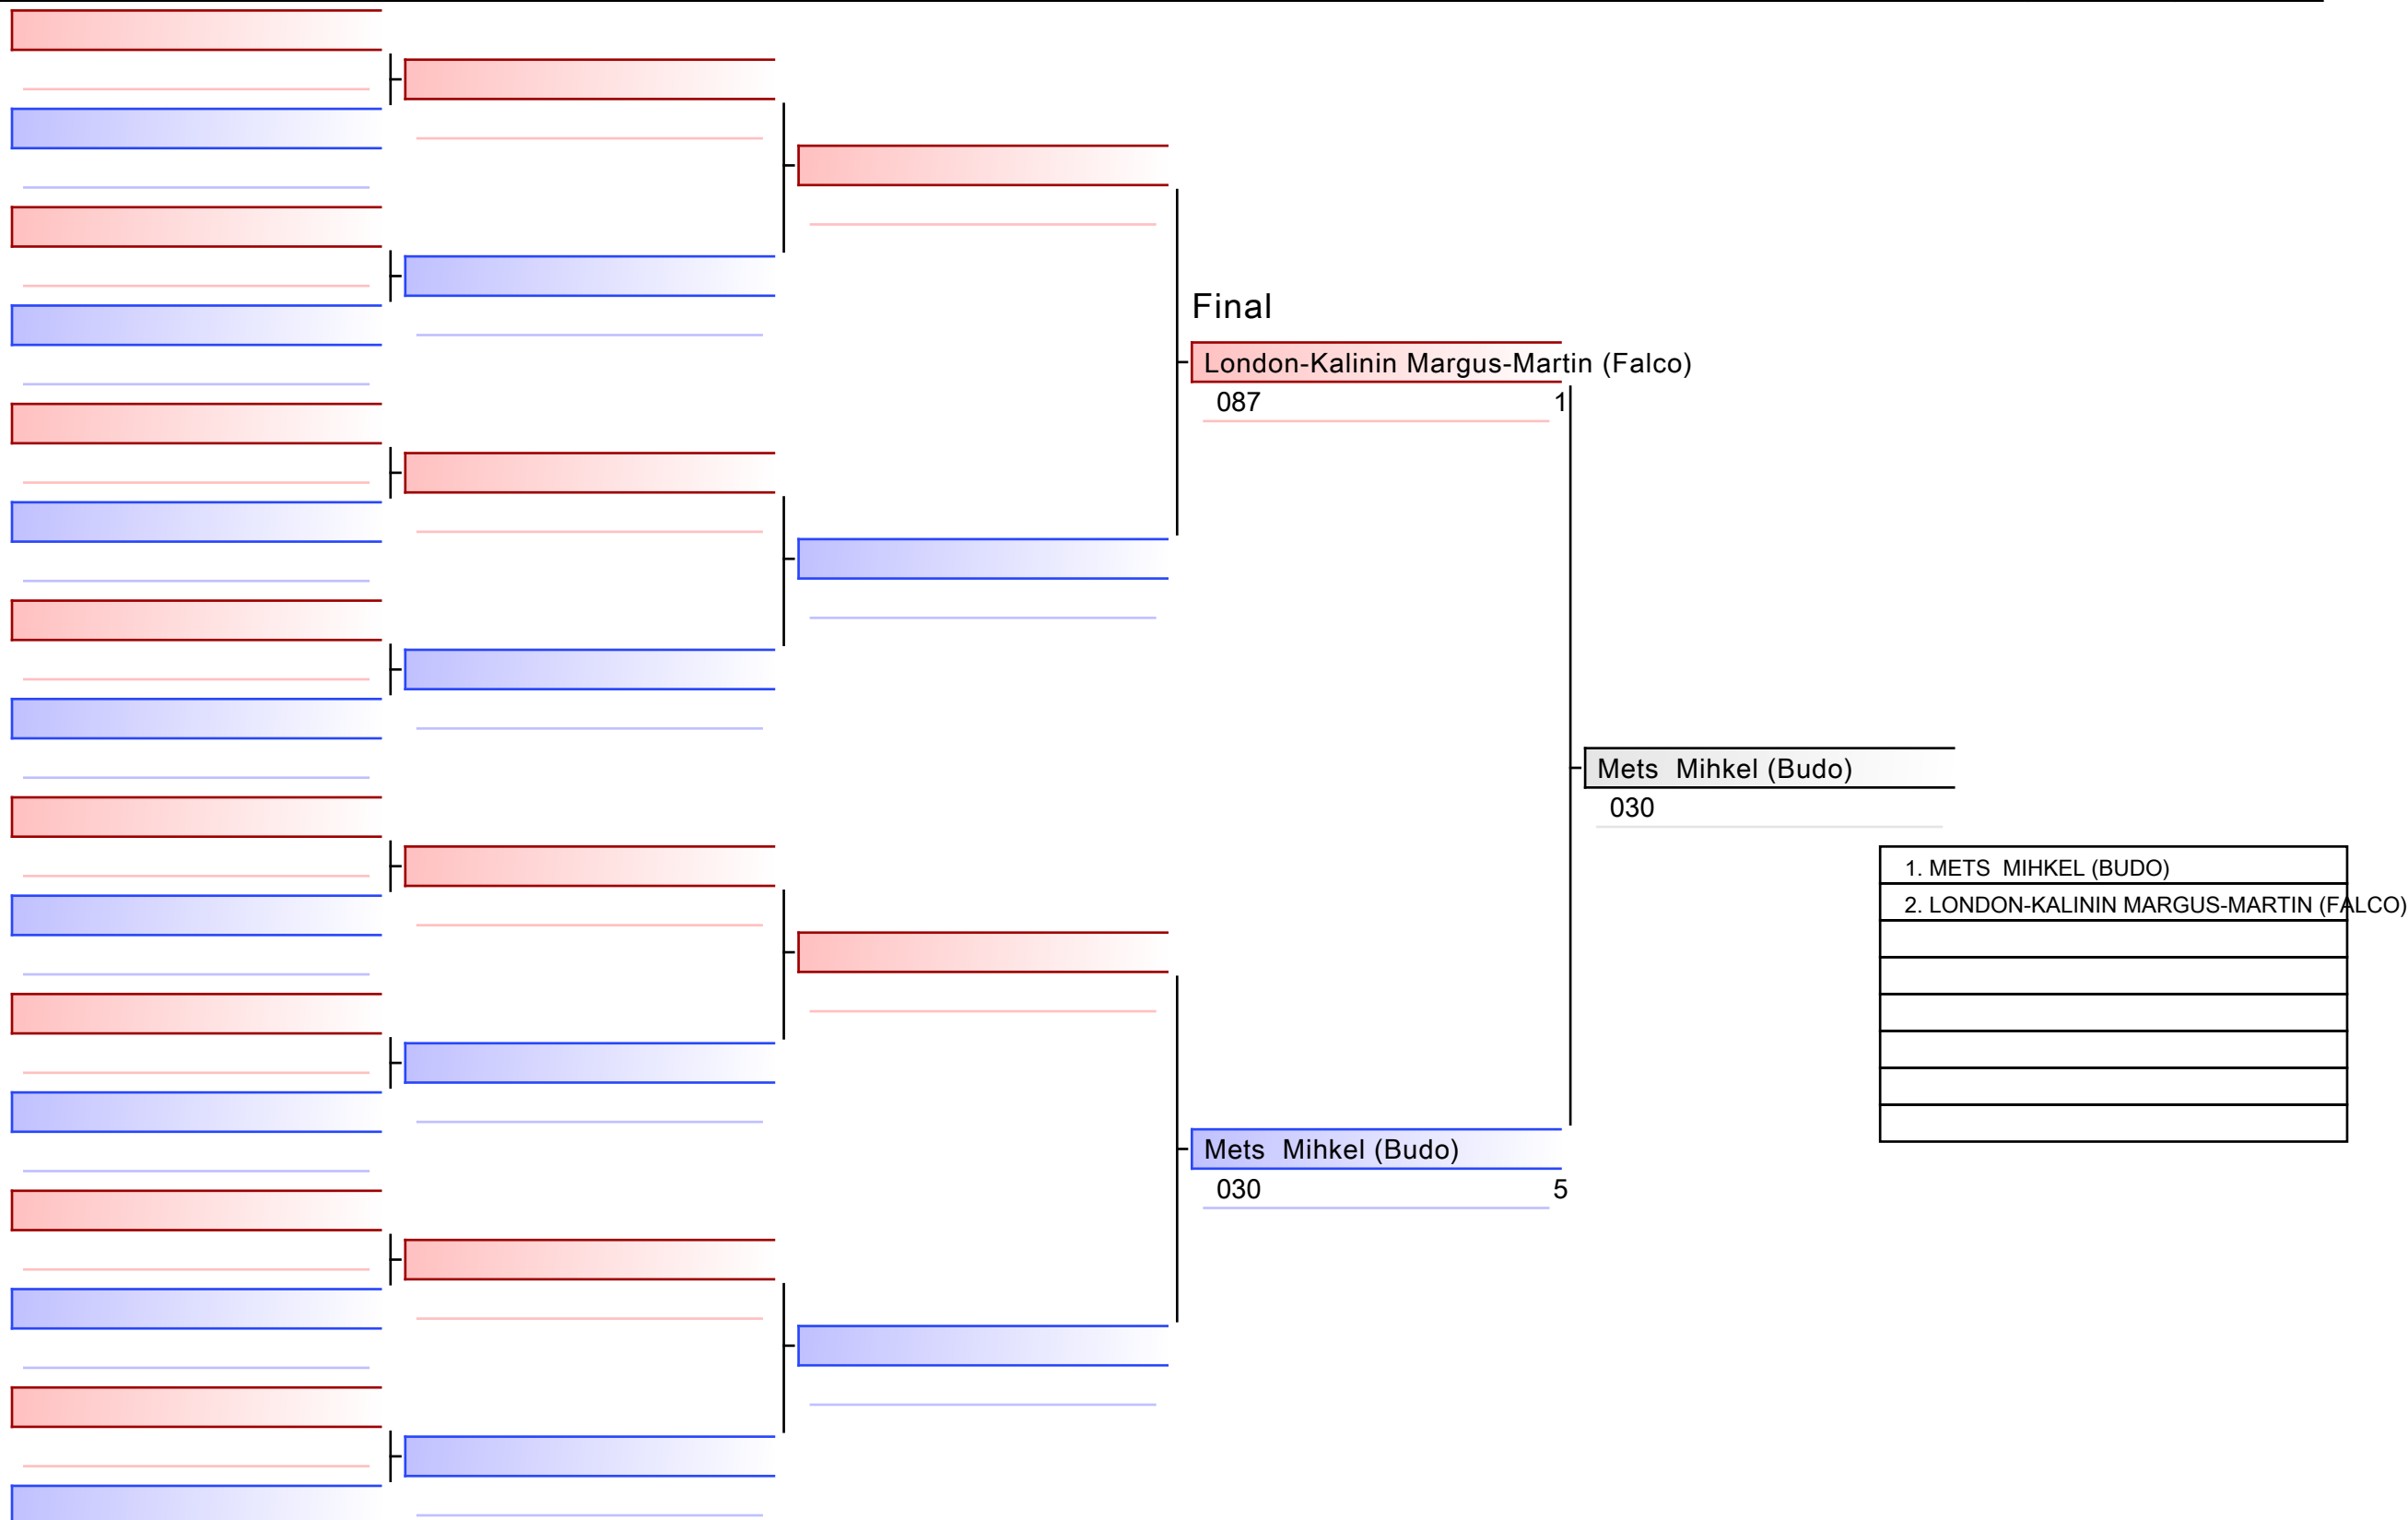 Final
London-Kalinin Margus-Martin (Falco)
087 1
Mets  Mihkel (Budo)
030
1. METS  MIHKEL (BUDO)
2. LONDON-KALININ MARGUS-MARTIN (FALCO)
Mets  Mihkel (Budo)
030 5